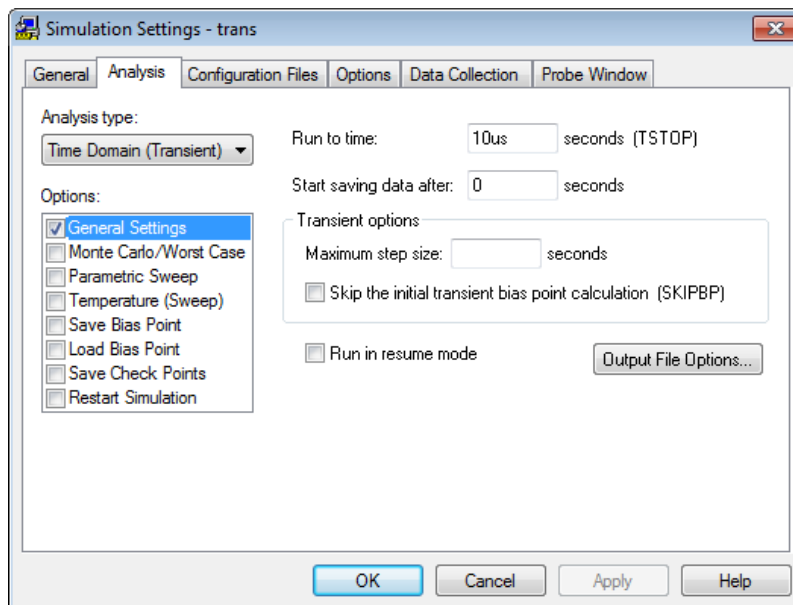 Simulation Settings - trans
General Analysis Configuration Files Options Data Collection Probe Window
Analysis type:
Time Domain (Transient)
Options:
General Settings
Monte Carlo/Worst Case
Parametric Sweep
Temperature (Sweep)
Save Bias Point
Load Bias Point
Save Check Points
Restart Simulation
Run to time: 10us seconds (TSTOP)
Start saving data after: 0 seconds
Transient options
Maximum step size: seconds
Skip the initial transient bias point calculation (SKIPBP)
Run in resume mode
Output File Options...
OK Cancel Apply Help